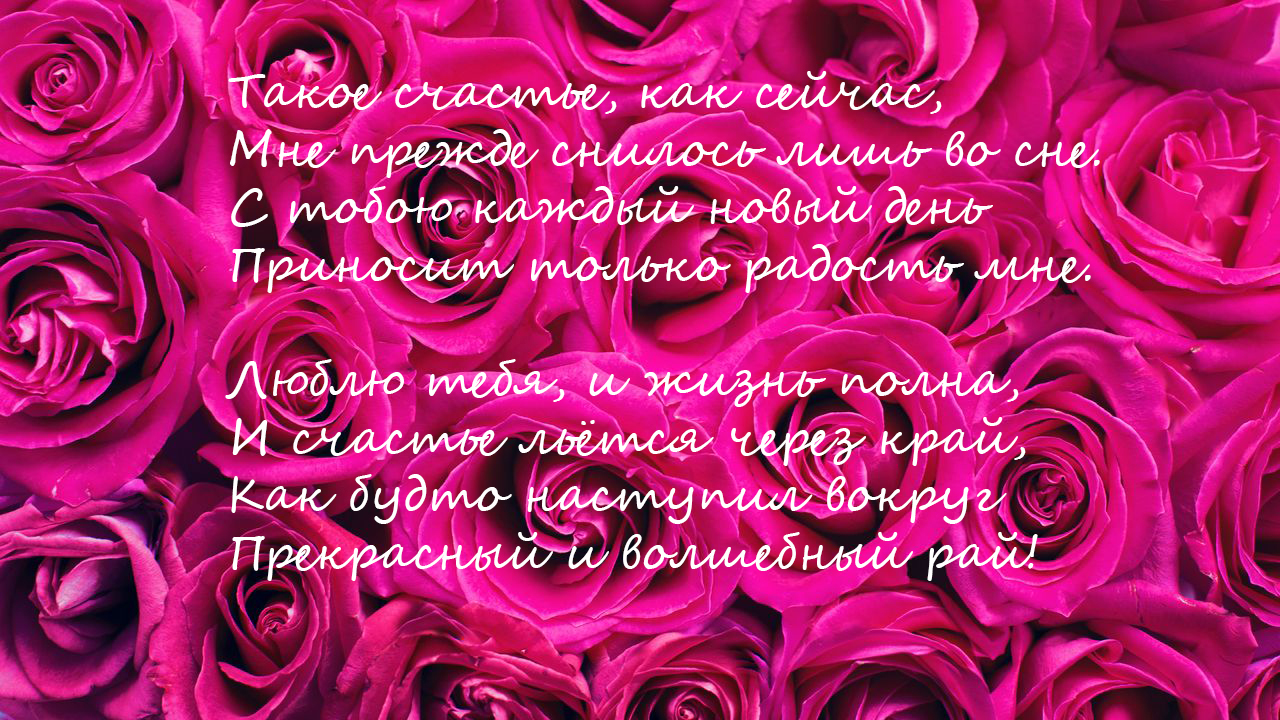 Такое счастье, как сейчас,
Мне прежде снилось лишь во сне.
С тобою каждый новый день
Приносит только радость мне.
Люблю тебя, и жизнь полна,
И счастье льётся через край,
Как будто наступил вокруг
Прекрасный и волшебный рай!